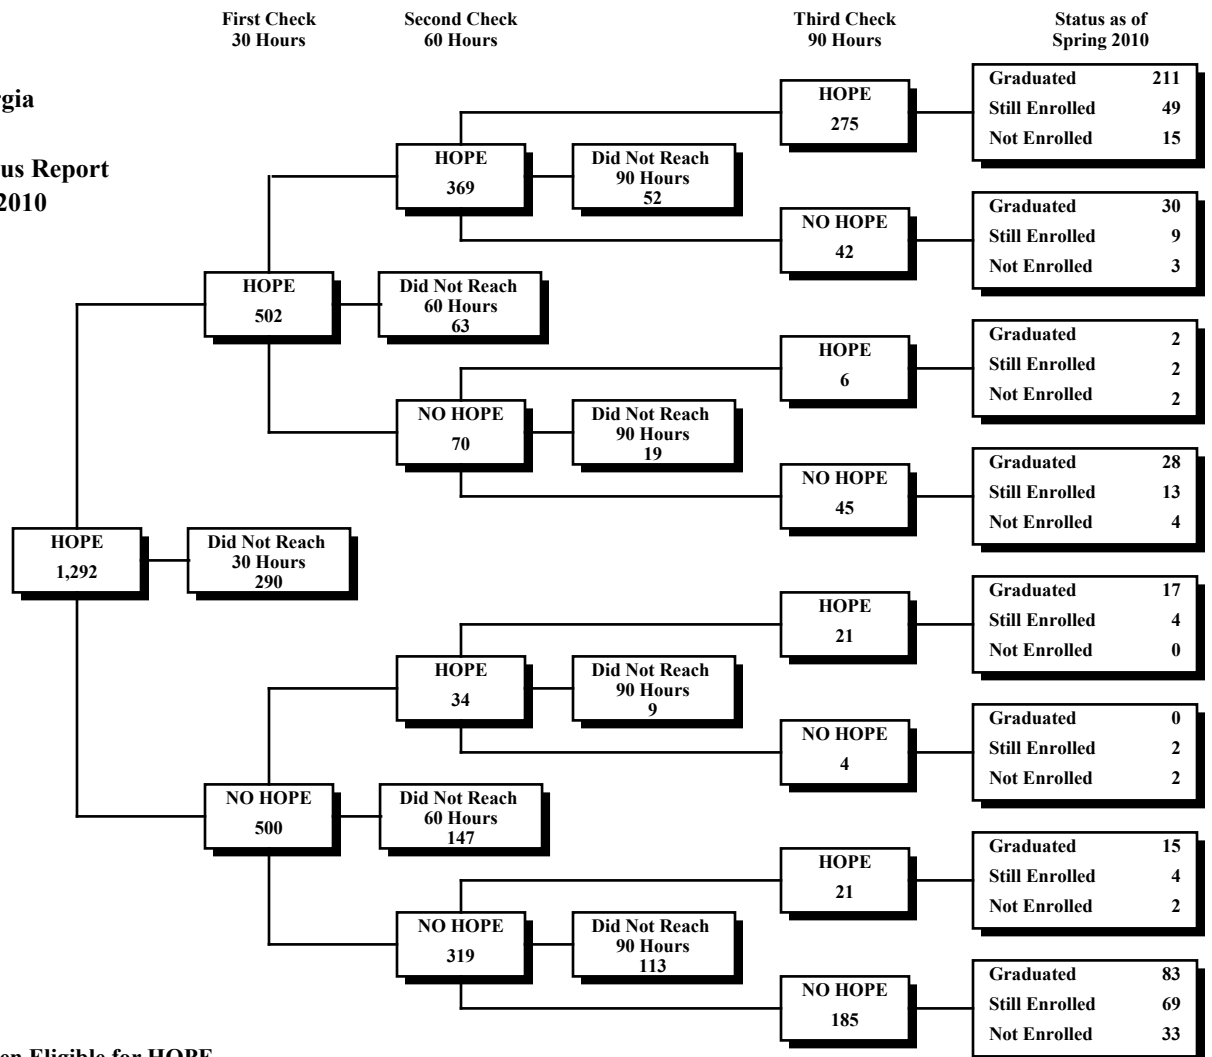 First Check
30 Hours
Second Check
60 Hours
Third Check
90 Hours
Status as of
Spring 2010
rgia
us Report
2010
HOPE
1,292
Did Not Reach
30 Hours
290
HOPE
502
Did Not Reach
60 Hours
63
NO HOPE
500
Did Not Reach
60 Hours
147
HOPE
369
Did Not Reach
90 Hours
52
NO HOPE
70
Did Not Reach
90 Hours
19
HOPE
34
Did Not Reach
90 Hours
9
NO HOPE
319
Did Not Reach
90 Hours
113
HOPE
275
Graduated 211
Still Enrolled 49
Not Enrolled 15
NO HOPE
42
Graduated 30
Still Enrolled 9
Not Enrolled 3
HOPE
6
Graduated 2
Still Enrolled 2
Not Enrolled 2
NO HOPE
45
Graduated 28
Still Enrolled 13
Not Enrolled 4
HOPE
21
Graduated 17
Still Enrolled 4
Not Enrolled 0
NO HOPE
4
Graduated 0
Still Enrolled 2
Not Enrolled 2
HOPE
21
Graduated 15
Still Enrolled 4
Not Enrolled 2
NO HOPE
185
Graduated 83
Still Enrolled 69
Not Enrolled 33
en Eligible for HOPE